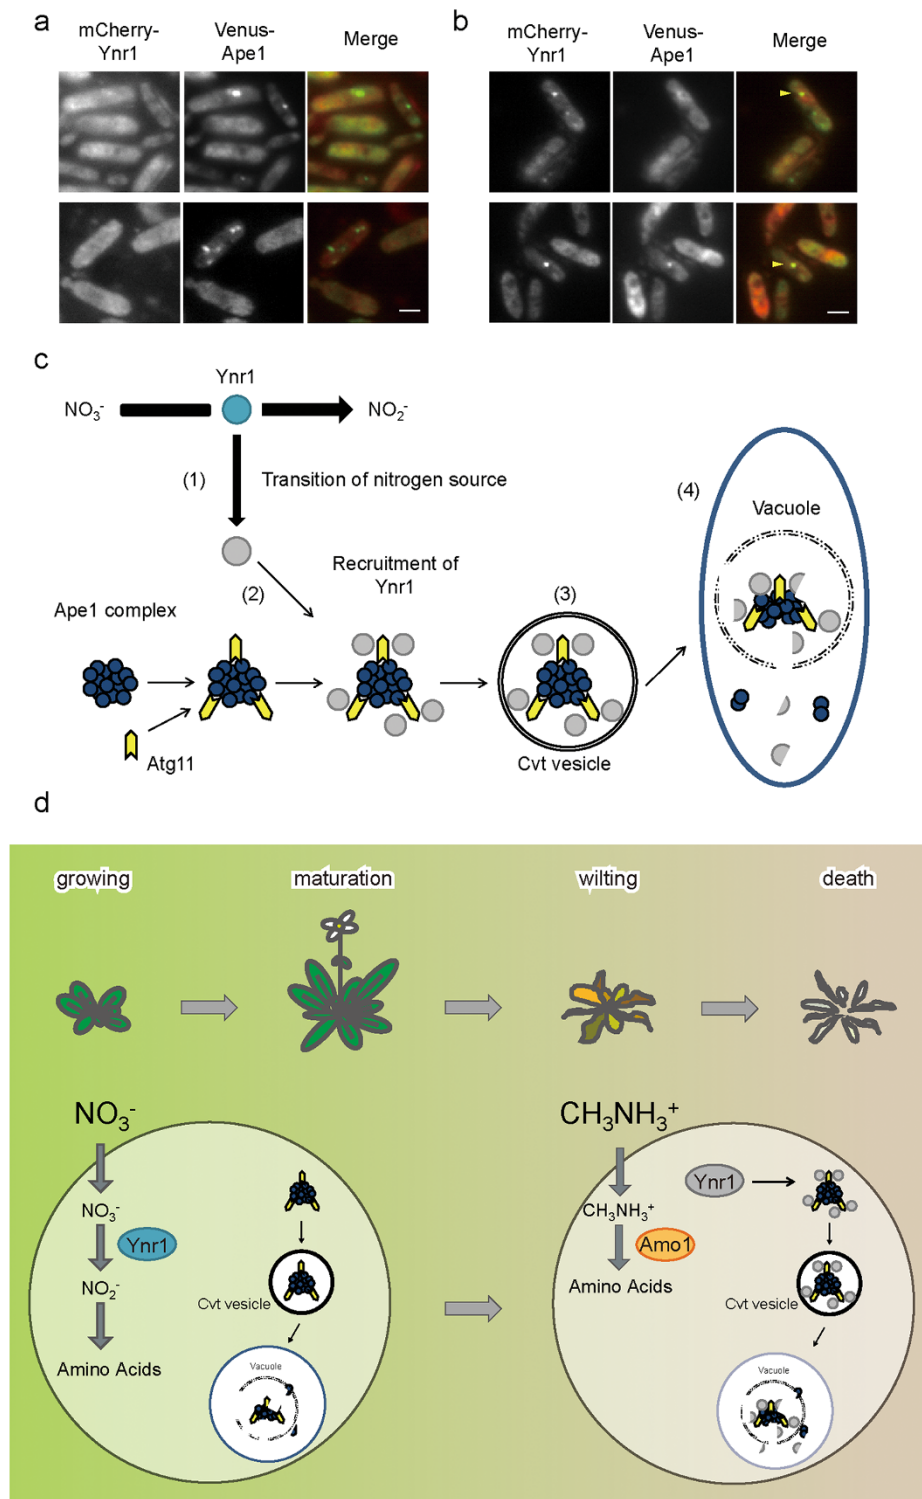 a
mCherry-
Ynr1
Venus-
Ape1
Merge
b
mCherry-
Ynr1
Venus-
Ape1
Merge
c
Ynr1
NO₃⁻
NO₂⁻
(1)
Transition of nitrogen source
(2)
Recruitment of
Ynr1
Ape1 complex
Atg11
(3)
Cvt vesicle
(4)
Vacuole
d
growing
maturation
wilting
death
NO₃⁻
NO₃⁻
Ynr1
NO₂⁻
Amino Acids
Cvt vesicle
Vacuole
CH₃NH₃⁺
CH₃NH₃⁺
Amo1
Amino Acids
Ynr1
Cvt vesicle
Vacuole